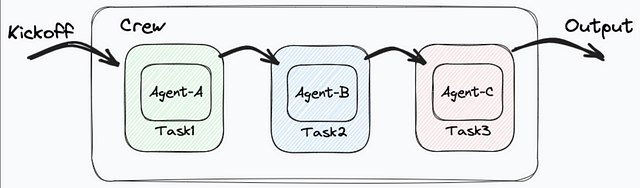 Kickoff
Crew
Output
Agent-A
Task1
Agent-B
Task2
Agent-C
Task3